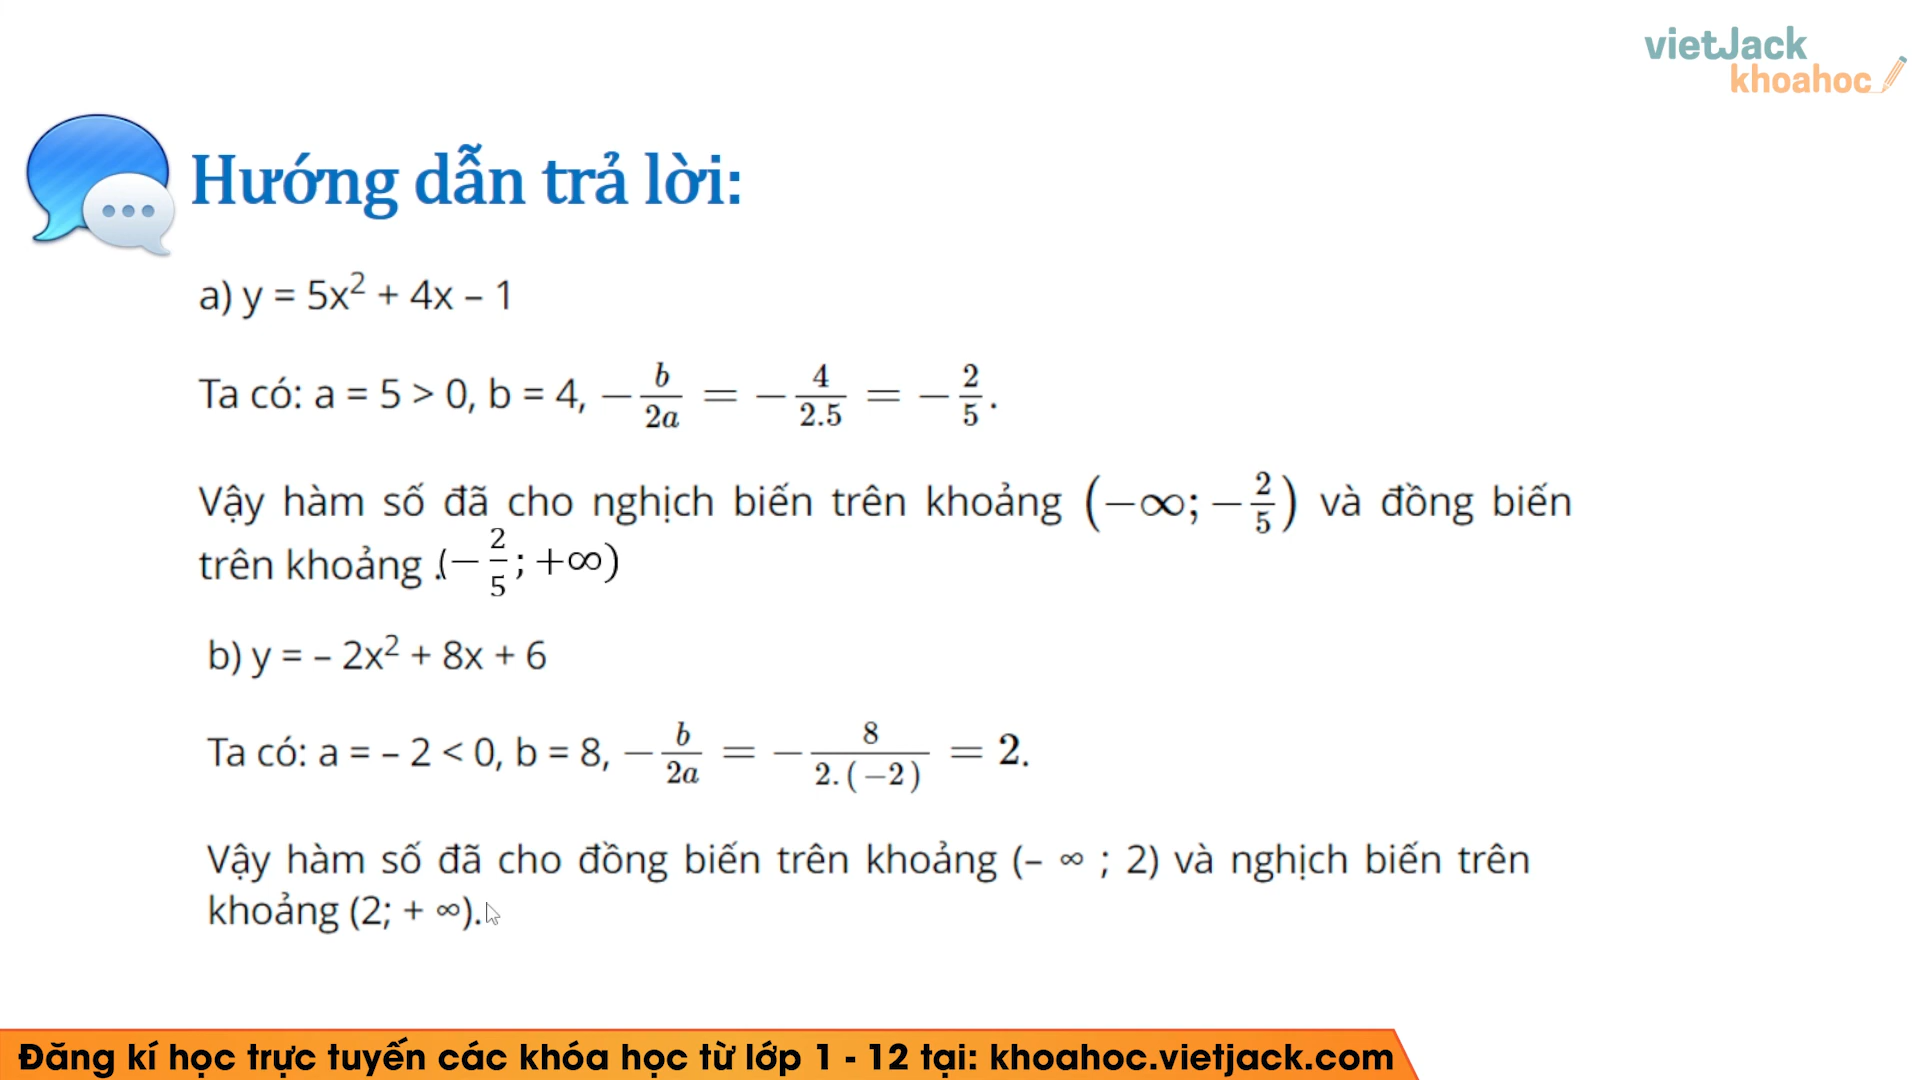 vietJack
khoahoc
Hướng dẫn trả lời:
a) y = 5x² + 4x – 1
Ta có: a = 5 > 0, b = 4, −b/2a = −4/2.5 = −2/5.
Vậy hàm số đã cho nghịch biến trên khoảng (−∞; −2/5) và đồng biến
trên khoảng .(−2/5; +∞)
b) y = – 2x² + 8x + 6
Ta có: a = – 2 < 0, b = 8, −b/2a = −8/2.(−2) = 2.
Vậy hàm số đã cho đồng biến trên khoảng (– ∞ ; 2) và nghịch biến trên
khoảng (2; + ∞).
Đăng kí học trực tuyến các khóa học từ lớp 1 - 12 tại: khoahoc.vietjack.com